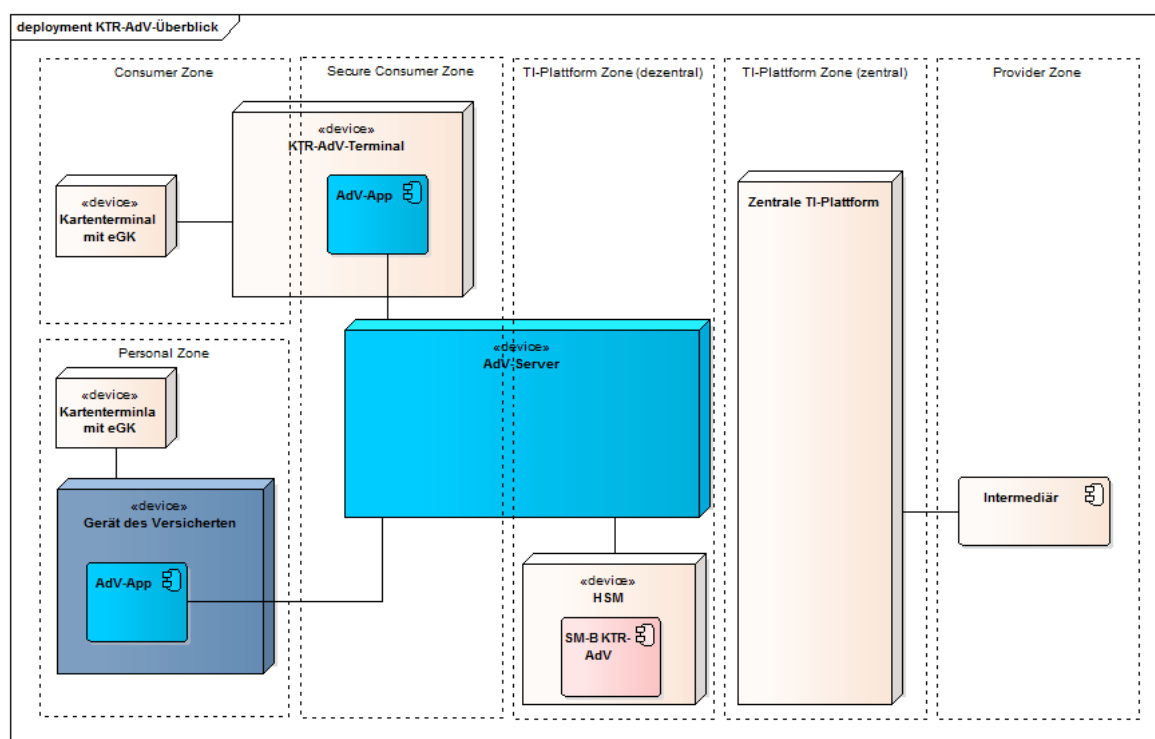 deployment KTR-AdV-Überblick
Consumer Zone
Secure Consumer Zone
TI-Plattform Zone (dezentral)
TI-Plattform Zone (zentral)
Provider Zone
«device»
KTR-AdV-Terminal
AdV-App
«device»
Kartenterminal
mit eGK
Zentrale TI-Plattform
«device»
AdV-Server
Personal Zone
«device»
Kartenterminla
mit eGK
«device»
Gerät des Versicherten
AdV-App
Intermediär
«device»
HSM
SM-B KTR-
AdV